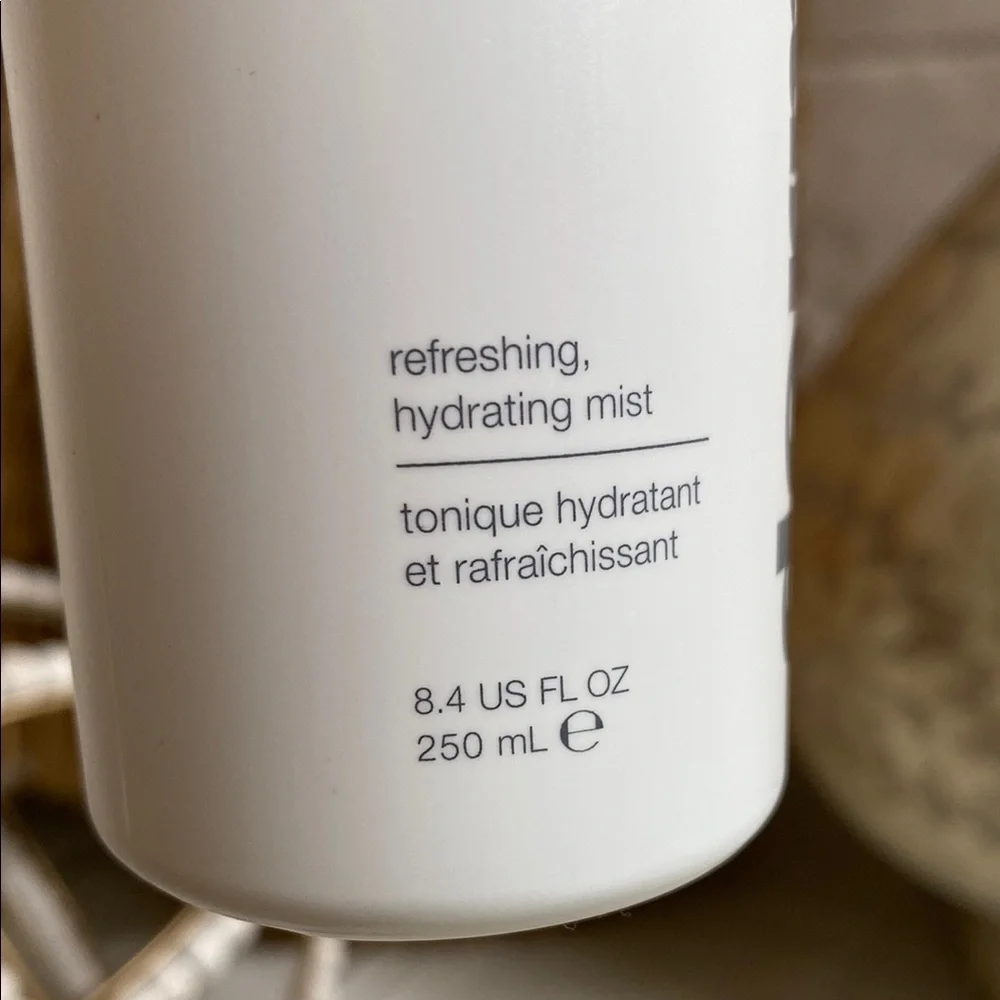 refreshing,
hydrating mist
tonique hydratant
et rafraîchissant
8.4 US FL OZ
250 mL ℮